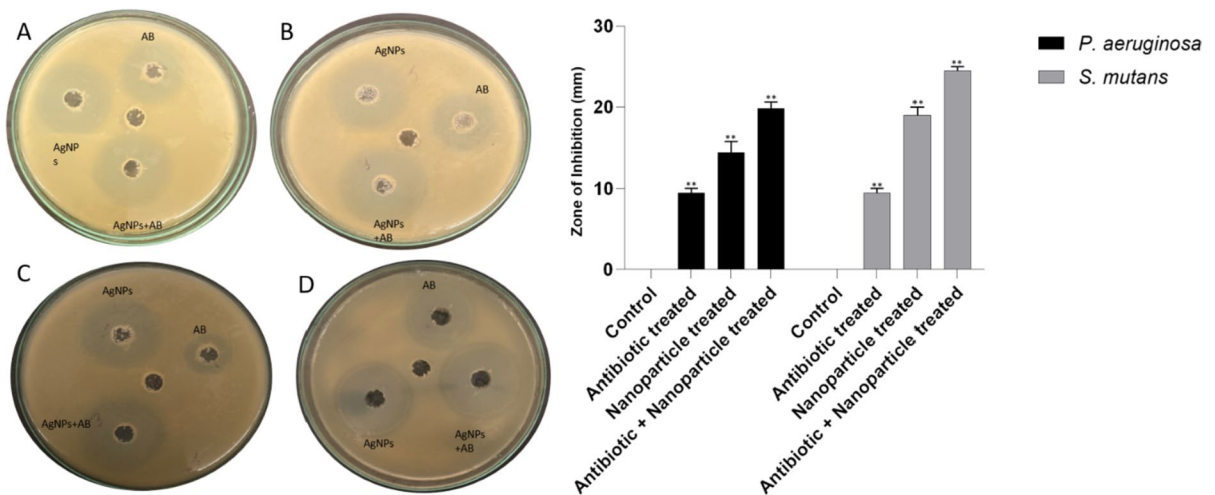 A
AB
AgNP
s
AgNPs+AB
B
AgNPs
AB
AgNPs
+AB
C
AgNPs
AB
AgNPs+AB
D
AB
AgNPs
AgNPs
+AB
Zone of Inhibition (mm)
30
20
10
0
**
**
**
**
**
**
Control
Antibiotic treated
Nanoparticle treated
Antibiotic + Nanoparticle treated
Control
Antibiotic treated
Nanoparticle treated
Antibiotic + Nanoparticle treated
P. aeruginosa
S. mutans